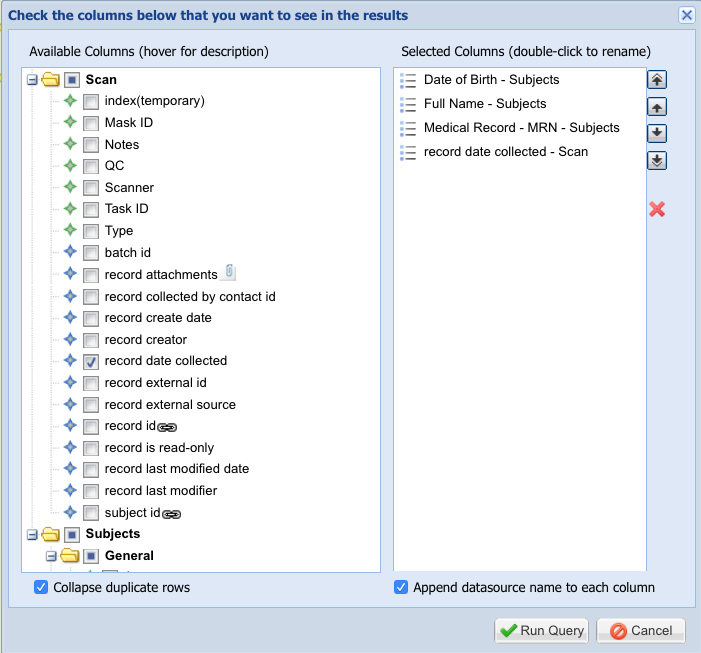 Check the columns below that you want to see in the results
Available Columns (hover for description)
Scan
index(temporary)
Mask ID
Notes
QC
Scanner
Task ID
Type
batch id
record attachments
record collected by contact id
record create date
record creator
record date collected
record external id
record external source
record id
record is read-only
record last modified date
record last modifier
subject id
Subjects
General
Collapse duplicate rows
Selected Columns (double-click to rename)
Date of Birth - Subjects
Full Name - Subjects
Medical Record - MRN - Subjects
record date collected - Scan
Append datasource name to each column
Run Query
Cancel